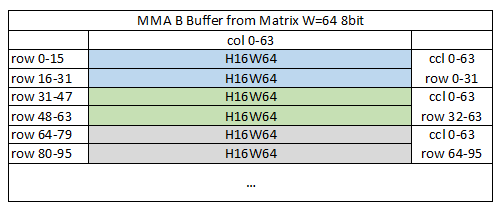 MMA B Buffer from Matrix W=64 8bit
col 0-63
row 0-15 H16W64 ccl 0-63
row 16-31 H16W64 row 0-31
row 31-47 H16W64 ccl 0-63
row 48-63 H16W64 row 32-63
row 64-79 H16W64 ccl 0-63
row 80-95 H16W64 row 64-95
...